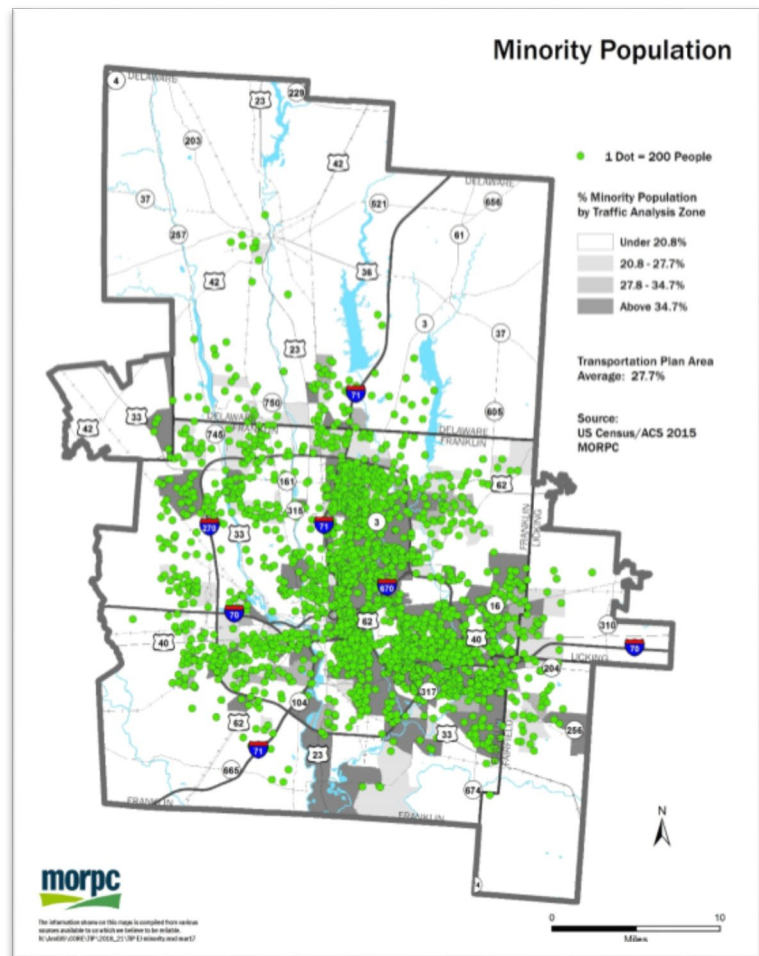 Minority Population
1 Dot = 200 People
% Minority Population
by Traffic Analysis Zone
Under 20.8%
20.8 - 27.7%
27.8 - 34.7%
Above 34.7%
Transportation Plan Area
Average: 27.7%
Source:
US Census/ACS 2015
MORPC
4
DELAWARE
23
229
203
42
37
521
DELAWARE
656
257
61
36
42
3
37
23
71
750
605
33
42
DELAWARE
FRANKLIN
745
DELAWARE
FRANKLIN
161
62
315
3
270
33
71
FRANKLIN
LICKING
670
16
70
62
310
40
40
70
LICKING
204
317
104
62
33
256
71
23
FAIRFIELD
665
674
FRANKLIN
FRANKLIN
N
4
morpc
0
10
Miles
The information shown on this maps is compiled from various
sources available to us which we believe to be reliable.